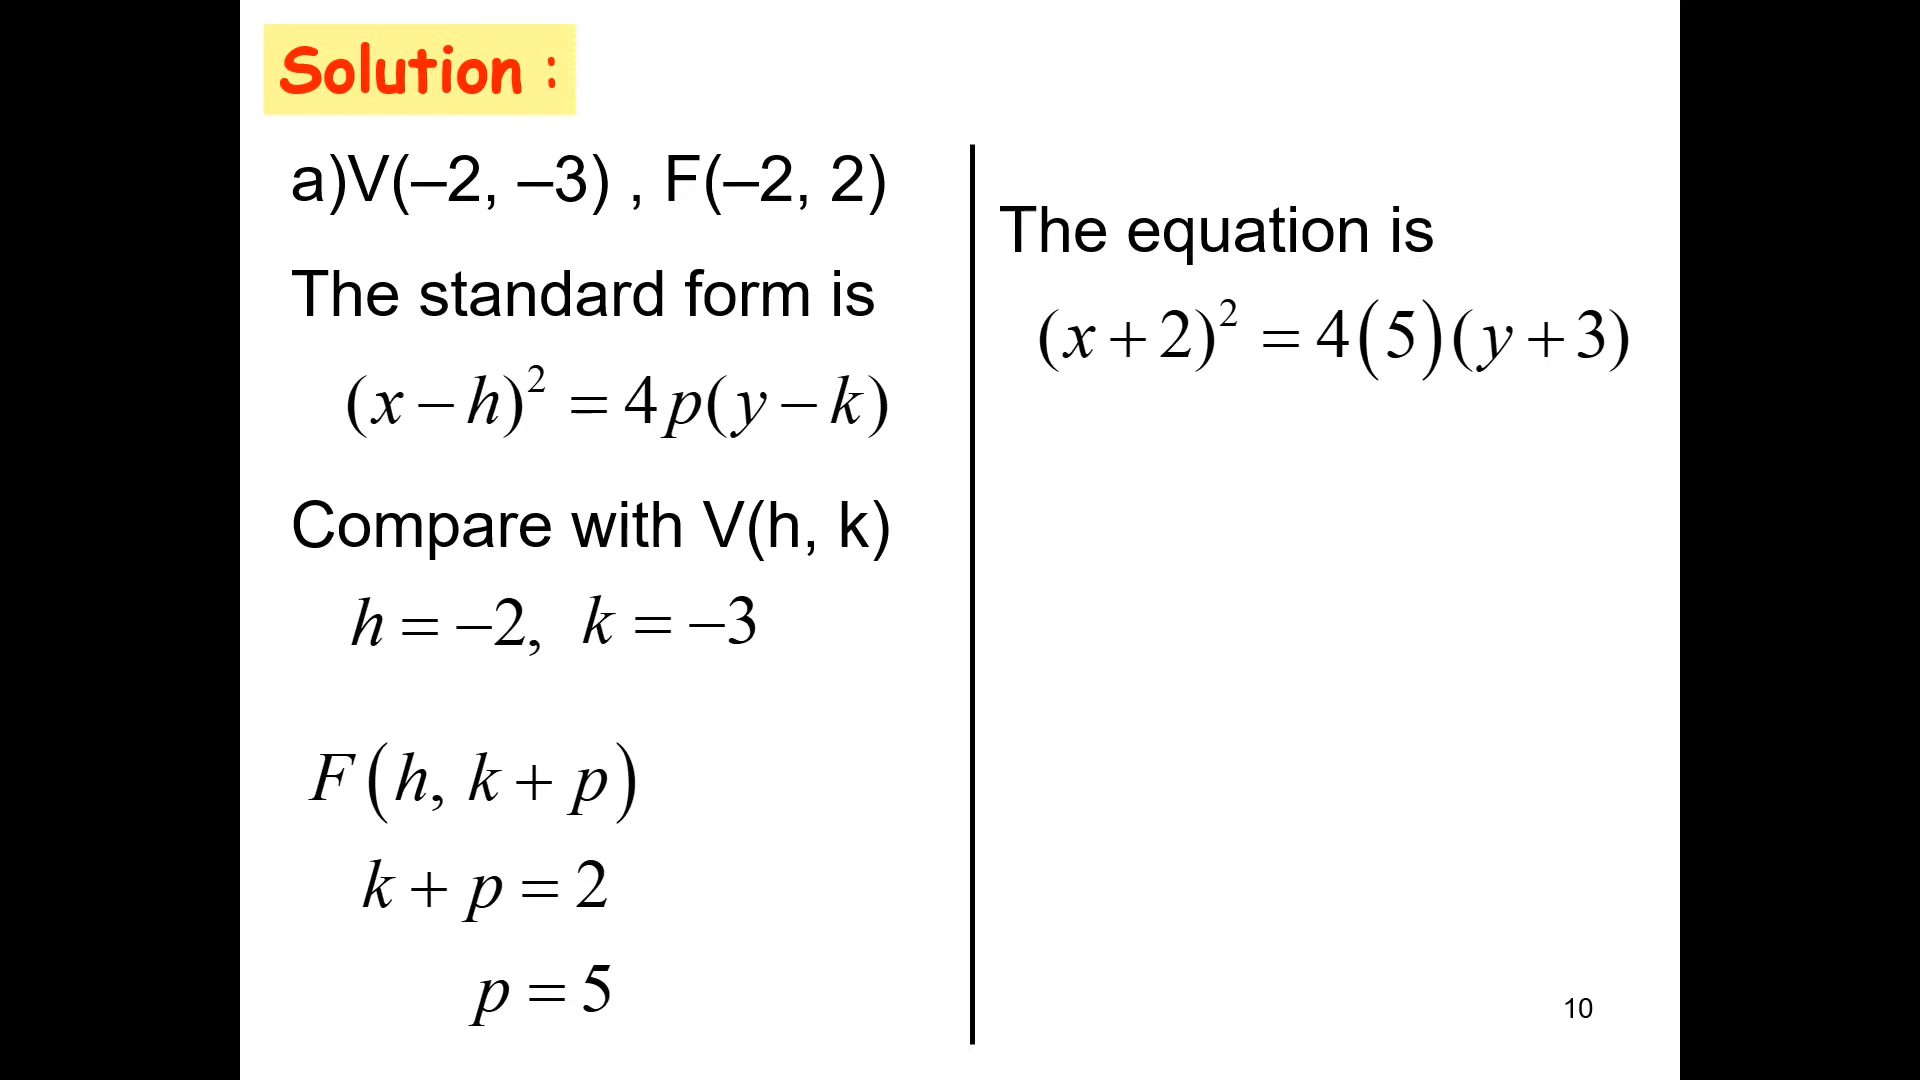 Solution :
a)V(–2, –3) , F(–2, 2)
The standard form is
(x − h)² = 4p(y − k)
Compare with V(h, k)
h = −2, k = −3
F(h, k + p)
k + p = 2
p = 5
The equation is
(x + 2)² = 4(5)(y + 3)
10